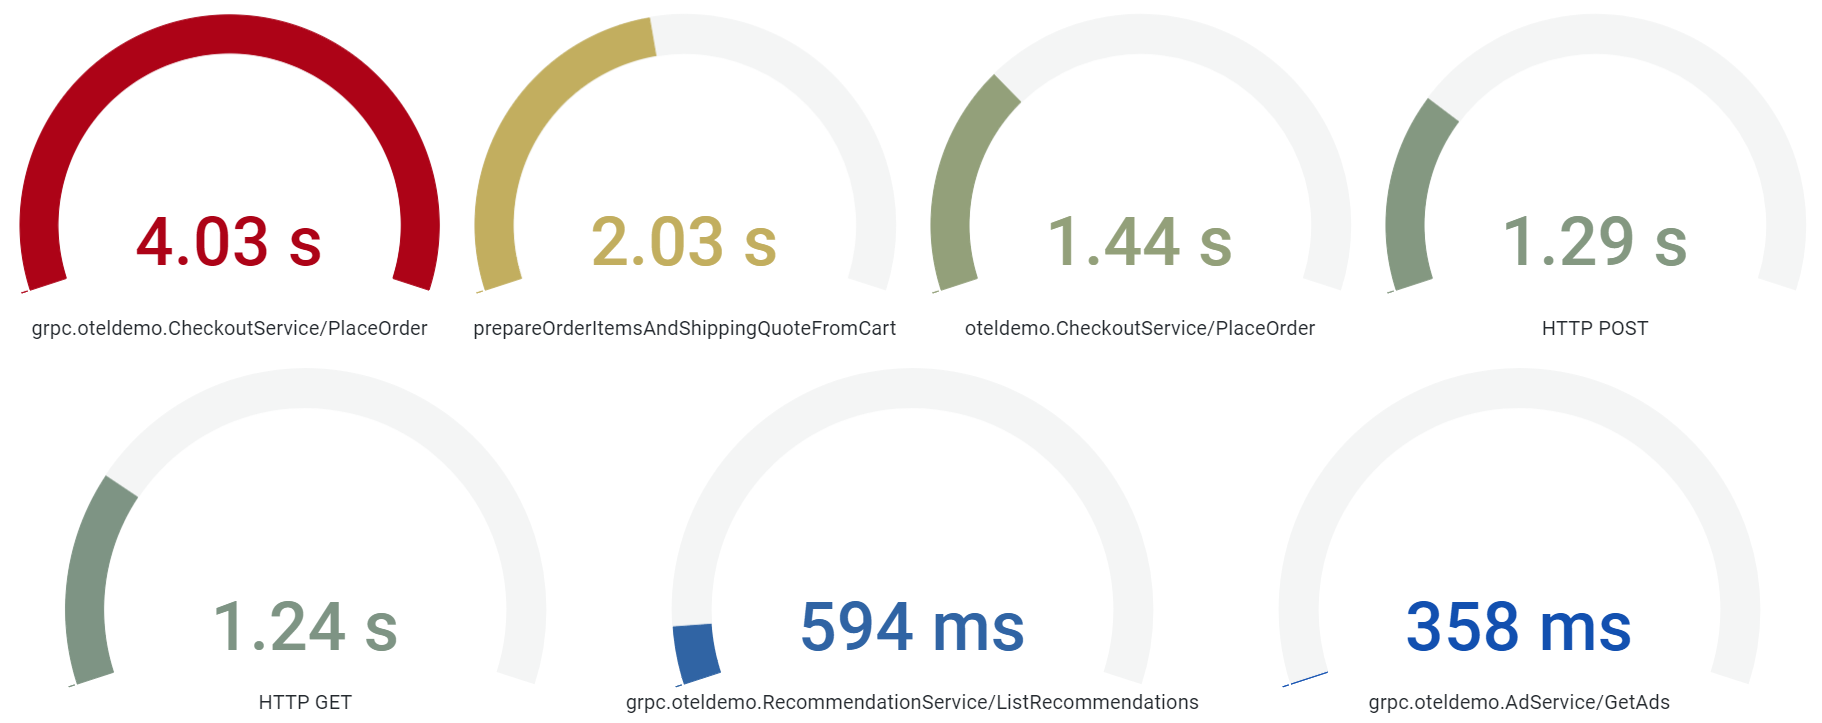 4.03 s
grpc.oteldemo.CheckoutService/PlaceOrder
2.03 s
prepareOrderItemsAndShippingQuoteFromCart
1.44 s
oteldemo.CheckoutService/PlaceOrder
1.29 s
HTTP POST
1.24 s
HTTP GET
594 ms
grpc.oteldemo.RecommendationService/ListRecommendations
358 ms
grpc.oteldemo.AdService/GetAds